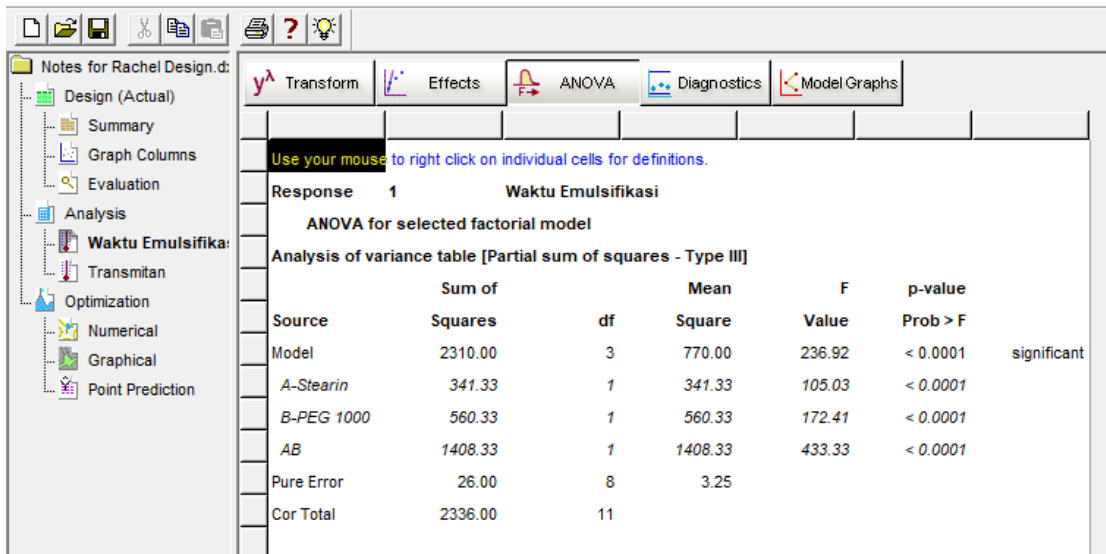 Notes for Rachel Design.d
Design (Actual)
Summary
Graph Columns
Evaluation
Analysis
Waktu Emulsifika
Transmitan
Optimization
Numerical
Graphical
Point Prediction
yλ Transform Effects F ANOVA Diagnostics Model Graphs
Use your mouse to right click on individual cells for definitions.
Response 1 Waktu Emulsifikasi
ANOVA for selected factorial model
Analysis of variance table [Partial sum of squares - Type III]
Sum of Mean F p-value
Source Squares df Square Value Prob > F
Model 2310.00 3 770.00 236.92 < 0.0001 significant
A-Stearin 341.33 1 341.33 105.03 < 0.0001
B-PEG 1000 560.33 1 560.33 172.41 < 0.0001
AB 1408.33 1 1408.33 433.33 < 0.0001
Pure Error 26.00 8 3.25
Cor Total 2336.00 11